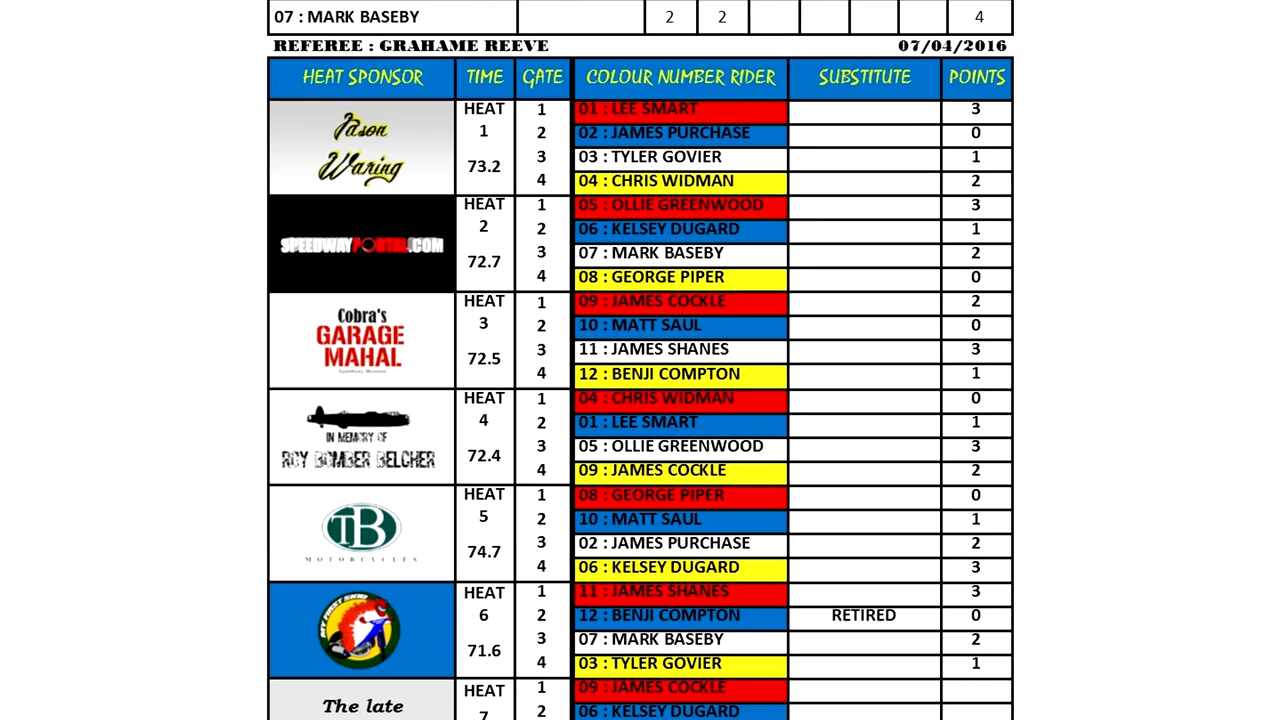 07 : MARK BASEBY 2 2 4
REFEREE : GRAHAME REEVE 07/04/2016
HEAT SPONSOR TIME GATE COLOUR NUMBER RIDER SUBSTITUTE POINTS
Jason Waring
HEAT 1 73.2
1 01 : LEE SMART 3
2 02 : JAMES PURCHASE 0
3 03 : TYLER GOVIER 1
4 04 : CHRIS WIDMAN 2
SPEEDWAYPORTAL.COM
HEAT 2 72.7
1 05 : OLLIE GREENWOOD 3
2 06 : KELSEY DUGARD 1
3 07 : MARK BASEBY 2
4 08 : GEORGE PIPER 0
Cobra's
GARAGE
MAHAL
HEAT 3 72.5
1 09 : JAMES COCKLE 2
2 10 : MATT SAUL 0
3 11 : JAMES SHANES 3
4 12 : BENJI COMPTON 1
IN MEMORY OF
ROY BOMBER BELCHER
HEAT 4 72.4
1 04 : CHRIS WIDMAN 0
2 01 : LEE SMART 1
3 05 : OLLIE GREENWOOD 3
4 09 : JAMES COCKLE 2
TB
MOTORCYCLES
HEAT 5 74.7
1 08 : GEORGE PIPER 0
2 10 : MATT SAUL 1
3 02 : JAMES PURCHASE 2
4 06 : KELSEY DUGARD 3
MY FIRST SKID
HEAT 6 71.6
1 11 : JAMES SHANES 3
2 12 : BENJI COMPTON RETIRED 0
3 07 : MARK BASEBY 2
4 03 : TYLER GOVIER 1
The late
HEAT 7
1 09 : JAMES COCKLE
2 06 : KELSEY DUGARD